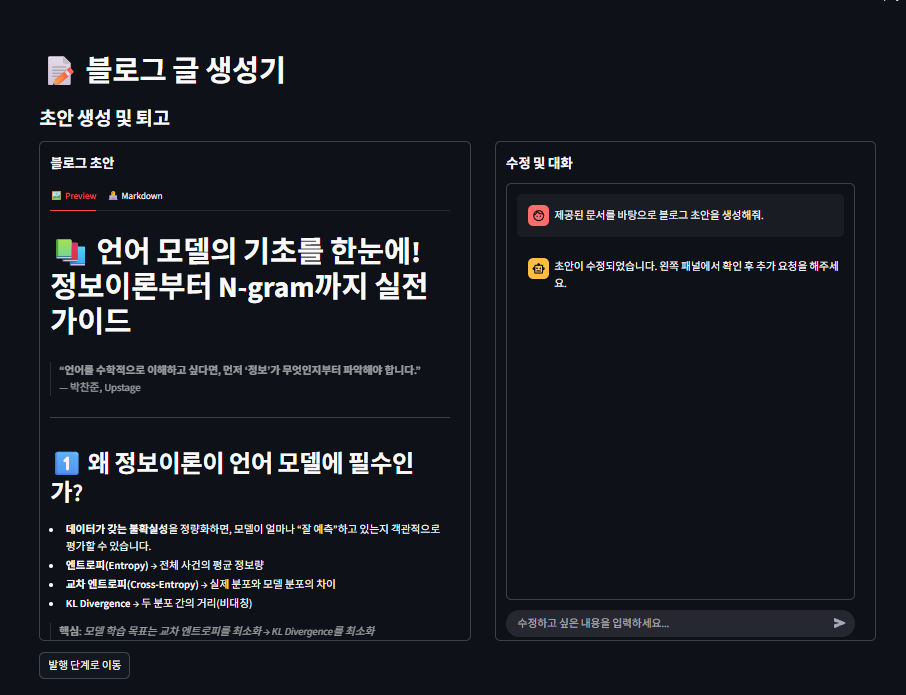 📝 블로그 글 생성기
초안 생성 및 퇴고
블로그 초안
Preview
Markdown
📚 언어 모델의 기초를 한눈에!
정보이론부터 N-gram까지 실전
가이드
“언어를 수학적으로 이해하고 싶다면, 먼저 ‘정보’가 무엇인지부터 파악해야 합니다.”
— 박찬준, Upstage
1️⃣ 왜 정보이론이 언어 모델에 필수인
가?
• 데이터가 갖는 불확실성을 정량화하면, 모델이 얼마나 “잘 예측”하고 있는지 객관적으로
평가할 수 있습니다.
• 엔트로피(Entropy) → 전체 사건의 평균 정보량
• 교차 엔트로피(Cross-Entropy) → 실제 분포와 모델 분포의 차이
• KL Divergence → 두 분포 간의 거리(비대칭)
핵심: 모델 학습 목표는 교차 엔트로피를 최소화 → KL Divergence를 최소화
발행 단계로 이동
수정 및 대화
제공된 문서를 바탕으로 블로그 초안을 생성해줘.
초안이 수정되었습니다. 왼쪽 패널에서 확인 후 추가 요청을 해주세
요.
수정하고 싶은 내용을 입력하세요...